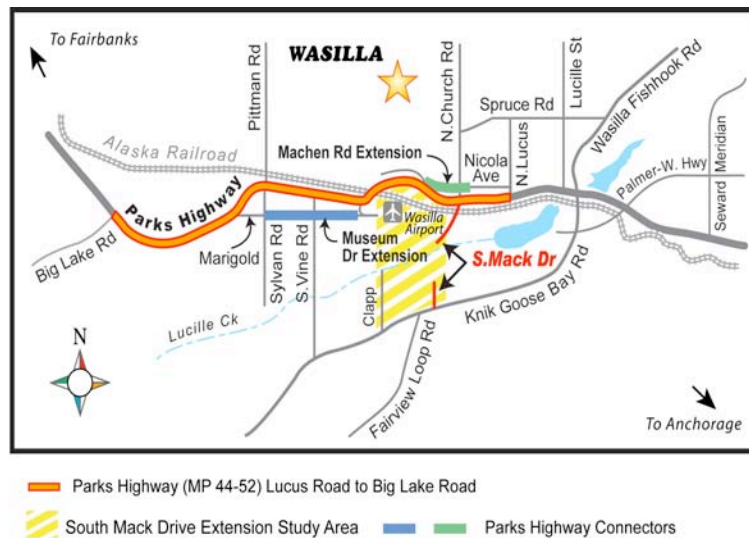 To Fairbanks
WASILLA
Pittman Rd
N.Church Rd
Lucille St
Spruce Rd
Wasilla Fishhook Rd
Alaska Railroad
Machen Rd Extension
Nicola
Ave
N.Lucus
Palmer-W. Hwy
Seward Meridian
Parks Highway
Wasilla
Airport
Big Lake Rd
Marigold
Sylvan Rd
S.Vine Rd
Museum
Dr Extension
S.Mack Dr
Clapp
Knik Goose Bay Rd
Lucille Ck
Fairview Loop Rd
N
To Anchorage
Parks Highway (MP 44-52) Lucus Road to Big Lake Road
South Mack Drive Extension Study Area
Parks Highway Connectors